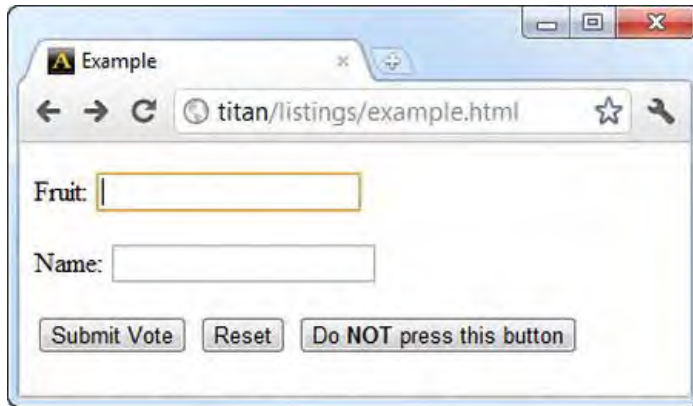 Example
titan/listings/example.html
Fruit:
Name:
Submit Vote Reset Do NOT press this button